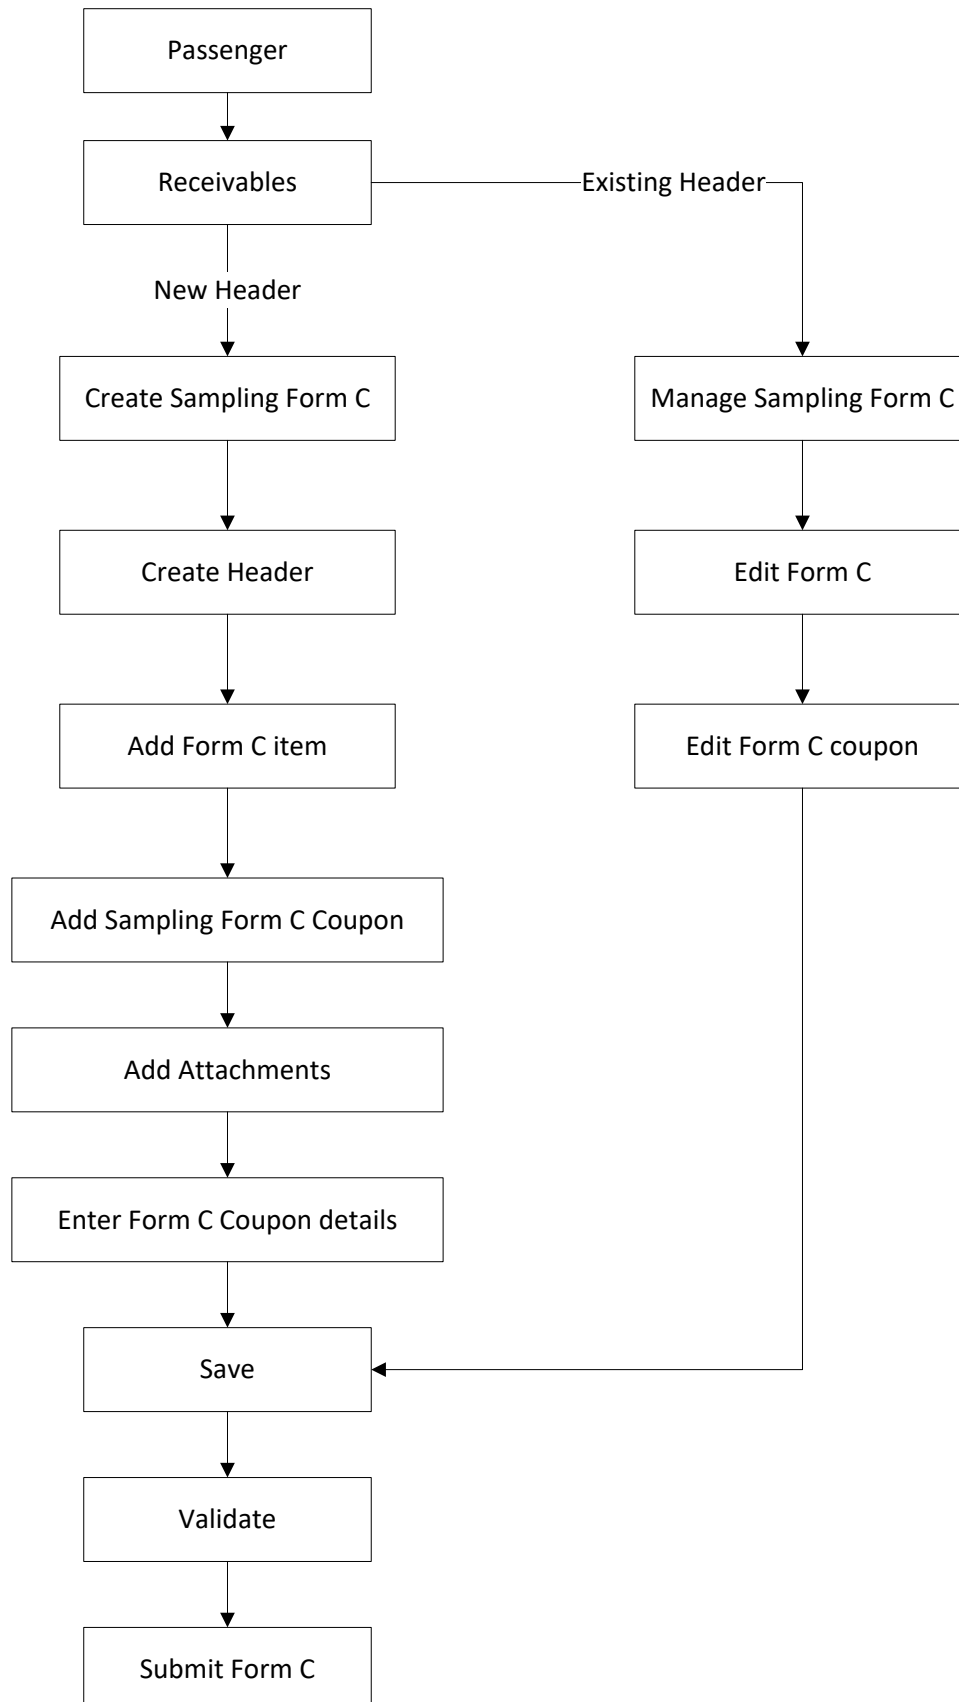 Passenger
Receivables
Existing Header
New Header
Create Sampling Form C
Manage Sampling Form C
Create Header
Edit Form C
Add Form C item
Edit Form C coupon
Add Sampling Form C Coupon
Add Attachments
Enter Form C Coupon details
Save
Validate
Submit Form C